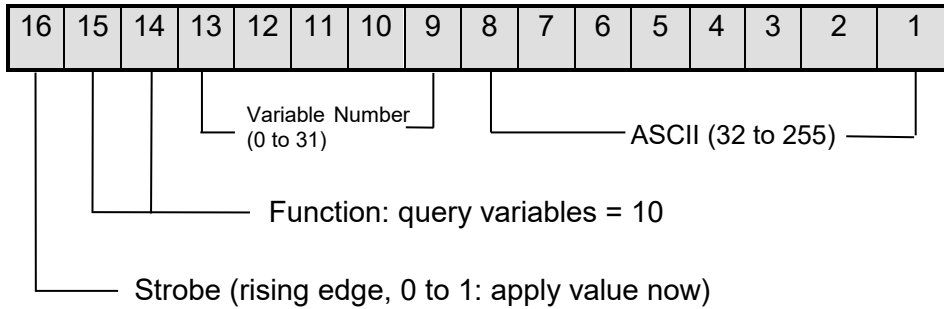 16 15 14 13 12 11 10 9 8 7 6 5 4 3 2 1
Variable Number
(0 to 31)
ASCII (32 to 255)
Function: query variables = 10
Strobe (rising edge, 0 to 1: apply value now)